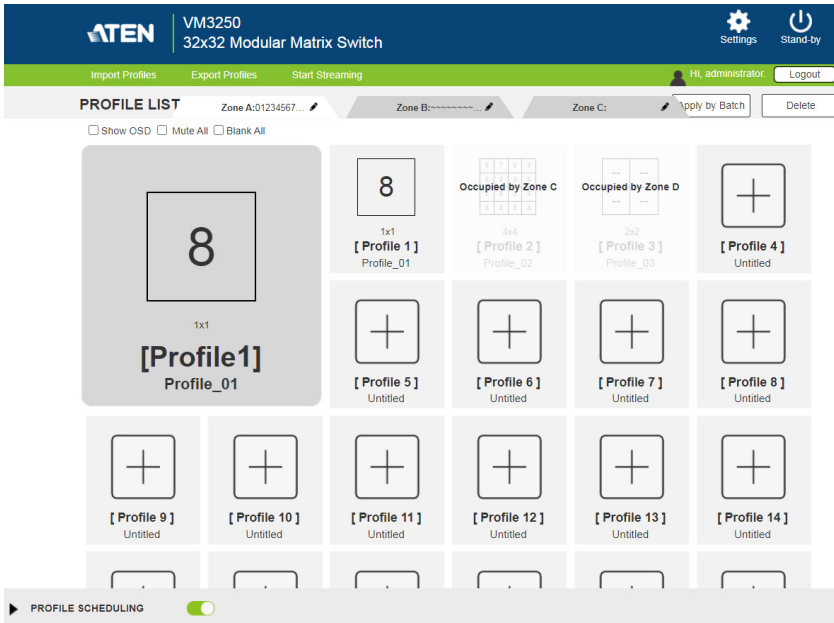 ATEN
VM3250
32x32 Modular Matrix Switch
Settings
Stand-by
Import Profiles
Export Profiles
Start Streaming
Hi, administrator.
Logout
PROFILE LIST
Zone A:01234567...
Zone B:~~~~~~~~...
Zone C:
Apply by Batch
Delete
Show OSD
Mute All
Blank All
8
1x1
[Profile1]
Profile_01
8
1x1
[ Profile 1 ]
Profile_01
Occupied by Zone C
4x4
[ Profile 2 ]
Profile_02
Occupied by Zone D
2x2
[ Profile 3 ]
Profile_03
[ Profile 4 ]
Untitled
[ Profile 5 ]
Untitled
[ Profile 6 ]
Untitled
[ Profile 7 ]
Untitled
[ Profile 8 ]
Untitled
[ Profile 9 ]
Untitled
[ Profile 10 ]
Untitled
[ Profile 11 ]
Untitled
[ Profile 12 ]
Untitled
[ Profile 13 ]
Untitled
[ Profile 14 ]
Untitled
PROFILE SCHEDULING